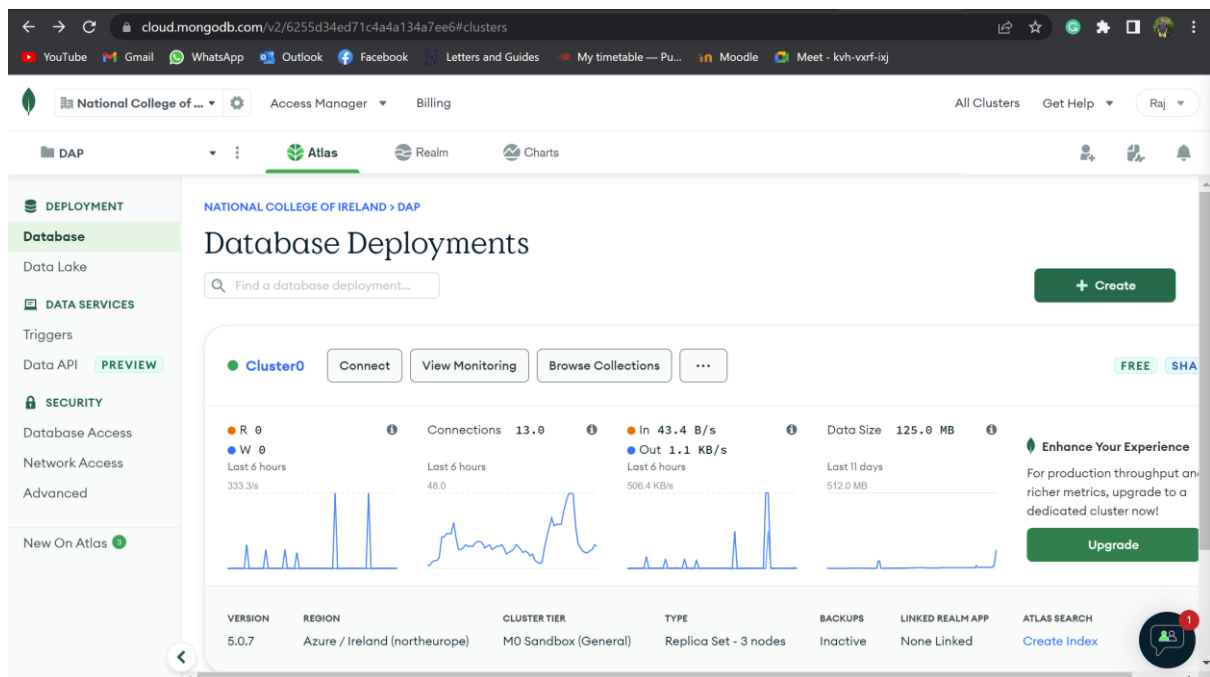 cloud.mongodb.com/v2/6255d34ed71c4a4a134a7ee6#clusters
YouTube Gmail WhatsApp Outlook Facebook Letters and Guides My timetable — Pu... Moodle Meet - kvh-vxrf-ixj
National College of ... Access Manager Billing All Clusters Get Help Raj
DAP Atlas Realm Charts
DEPLOYMENT
Database
Data Lake
DATA SERVICES
Triggers
Data API PREVIEW
SECURITY
Database Access
Network Access
Advanced
New On Atlas 3
NATIONAL COLLEGE OF IRELAND > DAP
Database Deployments
Find a database deployment...
+ Create
Cluster0 Connect View Monitoring Browse Collections ... FREE SHA
R 0
W 0
Last 6 hours
333.3/s
Connections 13.0
Last 6 hours
48.0
In 43.4 B/s
Out 1.1 KB/s
Last 6 hours
506.4 KB/s
Data Size 125.0 MB
Last 11 days
512.0 MB
Enhance Your Experience
For production throughput an
richer metrics, upgrade to a
dedicated cluster now!
Upgrade
VERSION REGION CLUSTER TIER TYPE BACKUPS LINKED REALM APP ATLAS SEARCH
5.0.7 Azure / Ireland (northeurope) M0 Sandbox (General) Replica Set - 3 nodes Inactive None Linked Create Index
1